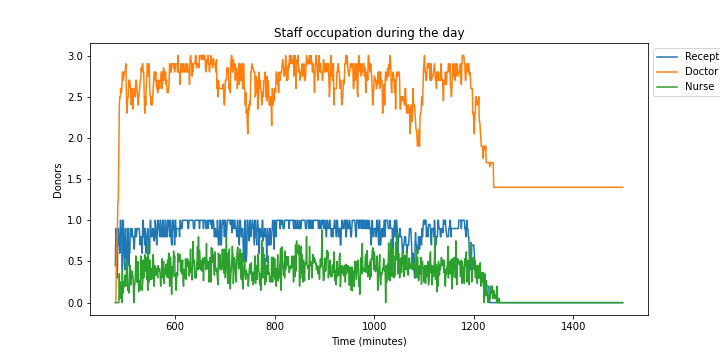 Staff occupation during the day
3.0
2.5
2.0
1.5
1.0
0.5
0.0
Donors
600
800
1000
1200
1400
Time (minutes)
Recept
Doctor
Nurse